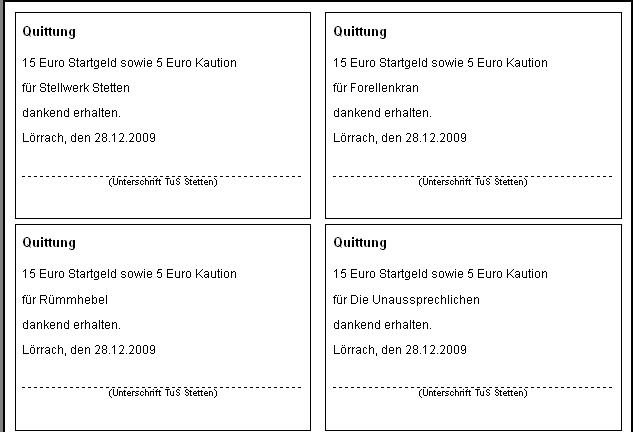 Quittung
15 Euro Startgeld sowie 5 Euro Kaution
für Stellwerk Stetten
dankend erhalten.
Lörrach, den 28.12.2009
(Unterschrift TuS Stetten)
Quittung
15 Euro Startgeld sowie 5 Euro Kaution
für Forellenkran
dankend erhalten.
Lörrach, den 28.12.2009
(Unterschrift TuS Stetten)
Quittung
15 Euro Startgeld sowie 5 Euro Kaution
für Rümmhebel
dankend erhalten.
Lörrach, den 28.12.2009
(Unterschrift TuS Stetten)
Quittung
15 Euro Startgeld sowie 5 Euro Kaution
für Die Unaussprechlichen
dankend erhalten.
Lörrach, den 28.12.2009
(Unterschrift TuS Stetten)